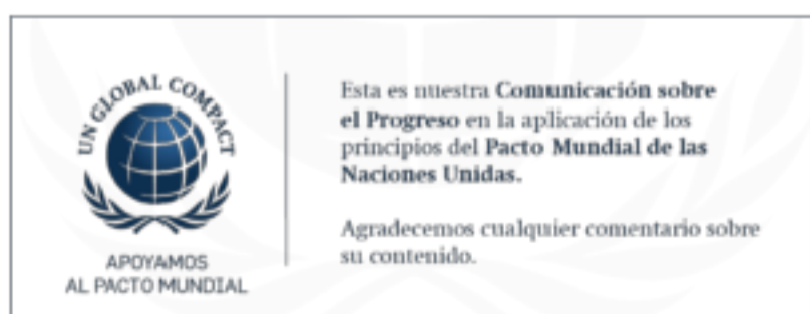 UN GLOBAL COMPACT
APOYAMOS
AL PACTO MUNDIAL
Esta es nuestra Comunicación sobre
el Progreso en la aplicación de los
principios del Pacto Mundial de las
Naciones Unidas.
Agradecemos cualquier comentario sobre
su contenido.